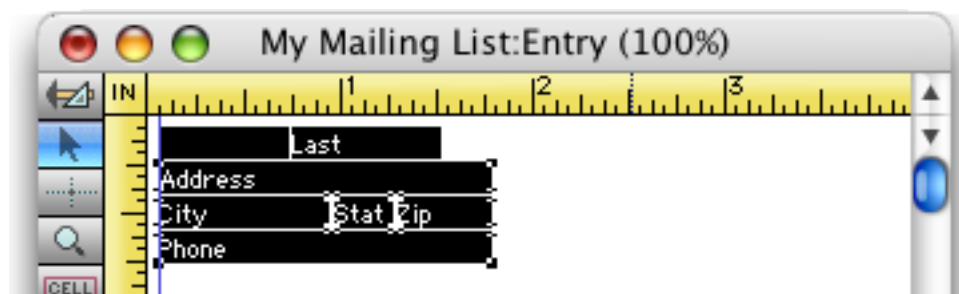 My Mailing List:Entry (100%)
IN 1 2 3
Last
Address
City Stat Zip
Phone
CELL